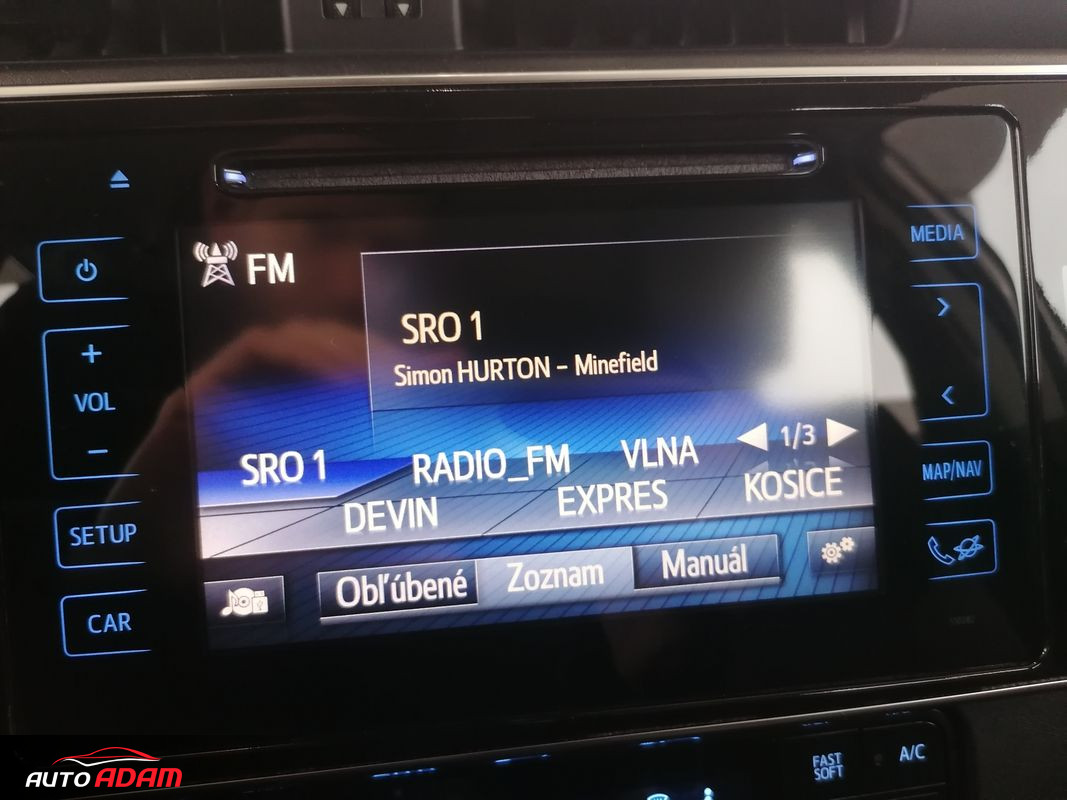 FM
MEDIA
SRO 1
Simon HURTON – Minefield
+
VOL
−
SRO 1 RADIO_FM VLNA 1/3
DEVIN EXPRES KOSICE
MAP/NAV
SETUP
Obľúbené Zoznam Manuál
CAR
FAST
SOFT
A/C
AUTO ADAM